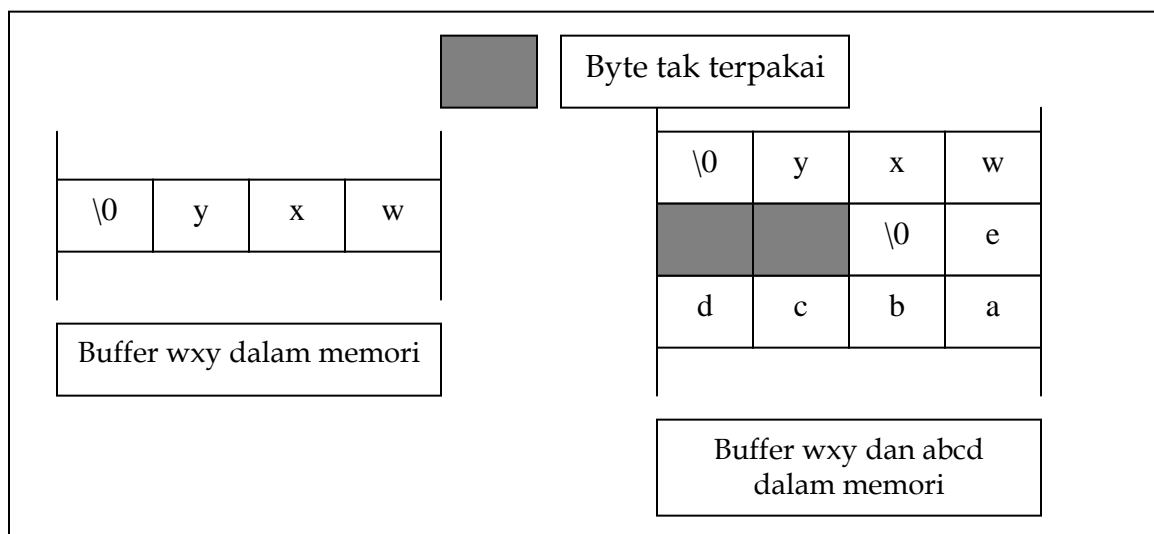 Byte tak terpakai
\0 y x w
Buffer wxy dalam memori
\0 y x w
\0 e
d c b a
Buffer wxy dan abcd
dalam memori